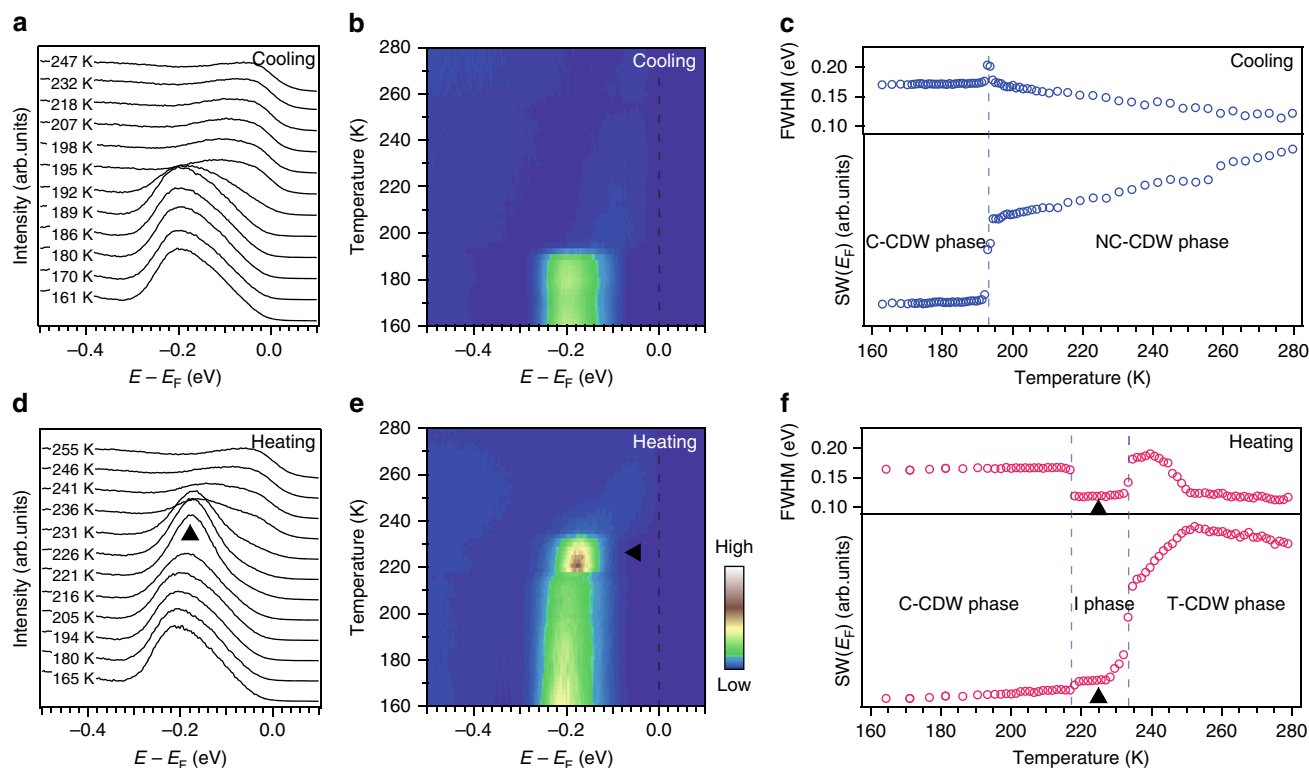 a
Cooling
247 K
232 K
218 K
207 K
198 K
195 K
192 K
189 K
186 K
180 K
170 K
161 K
Intensity (arb.units)
−0.4 −0.2 0.0
E − EF (eV)
b
Cooling
280
260
240
220
200
180
160
Temperature (K)
−0.4 −0.2 0.0
E − EF (eV)
c
Cooling
0.20
0.15
0.10
FWHM (eV)
SW(EF) (arb.units)
C-CDW phase
NC-CDW phase
160 180 200 220 240 260 280
Temperature (K)
d
Heating
255 K
246 K
241 K
236 K
231 K
226 K
221 K
216 K
205 K
194 K
180 K
165 K
Intensity (arb.units)
−0.4 −0.2 0.0
E − EF (eV)
e
Heating
280
260
240
220
200
180
160
Temperature (K)
−0.4 −0.2 0.0
E − EF (eV)
High
Low
f
Heating
0.20
0.15
0.10
FWHM (eV)
SW(EF) (arb.units)
C-CDW phase
I phase
T-CDW phase
160 180 200 220 240 260 280
Temperature (K)